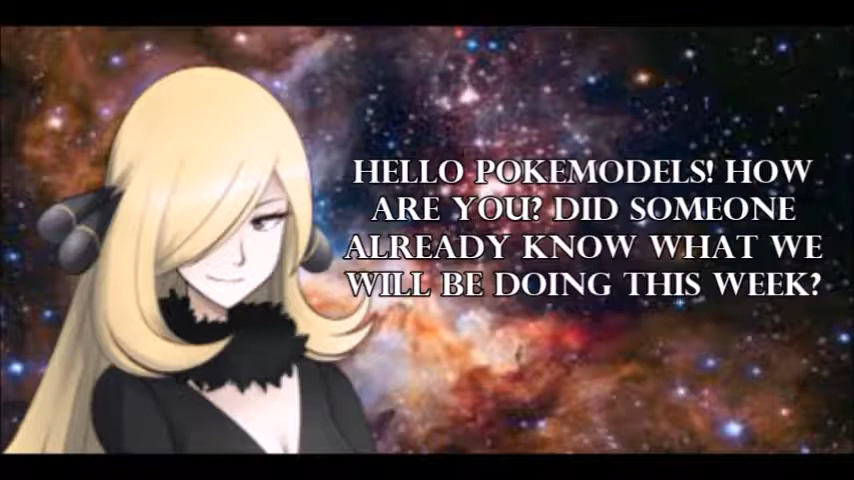 HELLO POKEMODELS! HOW
ARE YOU? DID SOMEONE
ALREADY KNOW WHAT WE
WILL BE DOING THIS WEEK?